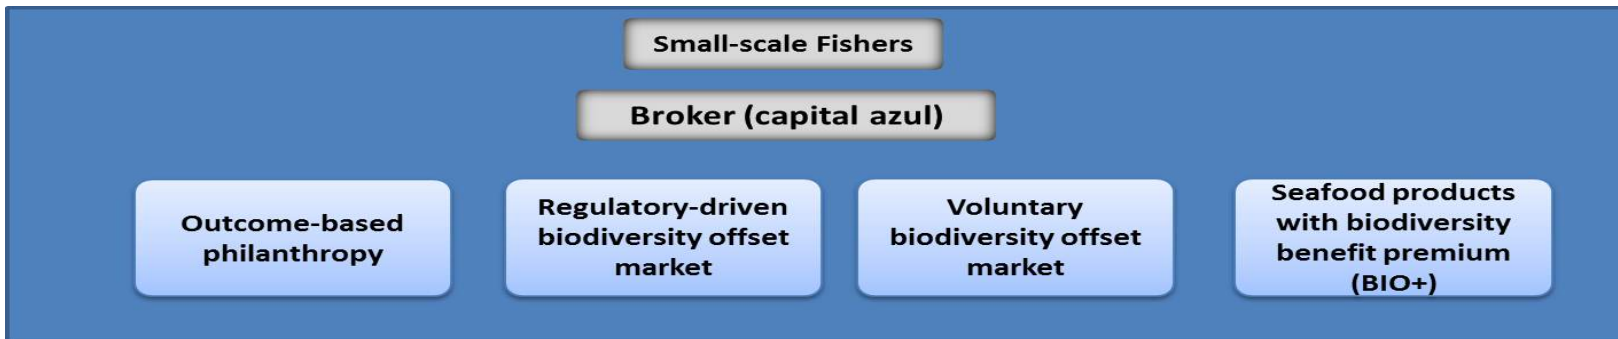 Small-scale Fishers
Broker (capital azul)
Outcome-based
philanthropy
Regulatory-driven
biodiversity offset
market
Voluntary
biodiversity offset
market
Seafood products
with biodiversity
benefit premium
(BIO+)